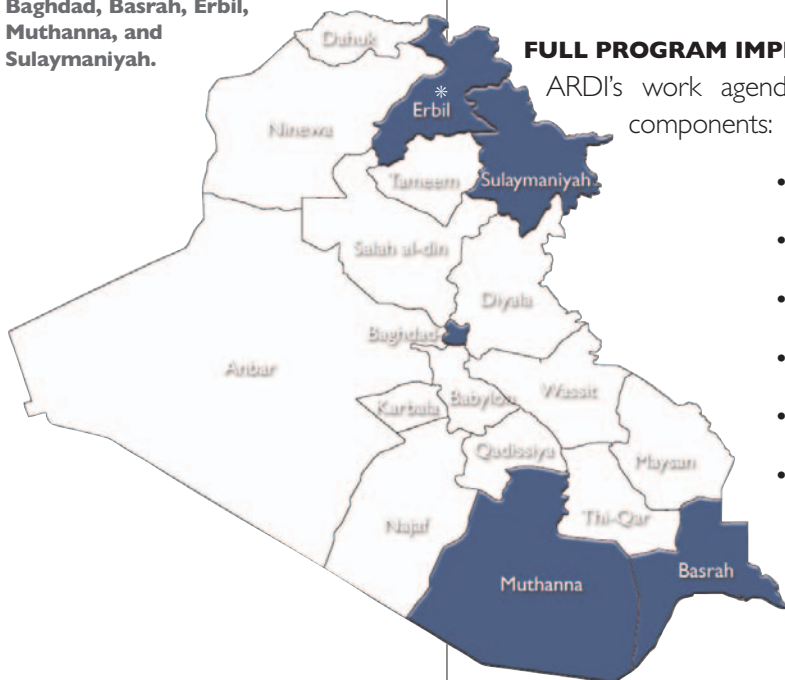 Baghdad, Basrah, Erbil,
Muthanna, and
Sulaymaniyah.
FULL PROGRAM IMP
ARDI's work agend
components:
•
•
•
•
•
•
Dahuk
*
Erbil
Ninewa
Tameem
Sulaymaniyah
Salah al-din
Diyala
Baghdad
Anbar
Wassit
Babylon
Karbala
Qadissiya
Maysan
Thi-Qar
Najaf
Basrah
Muthanna